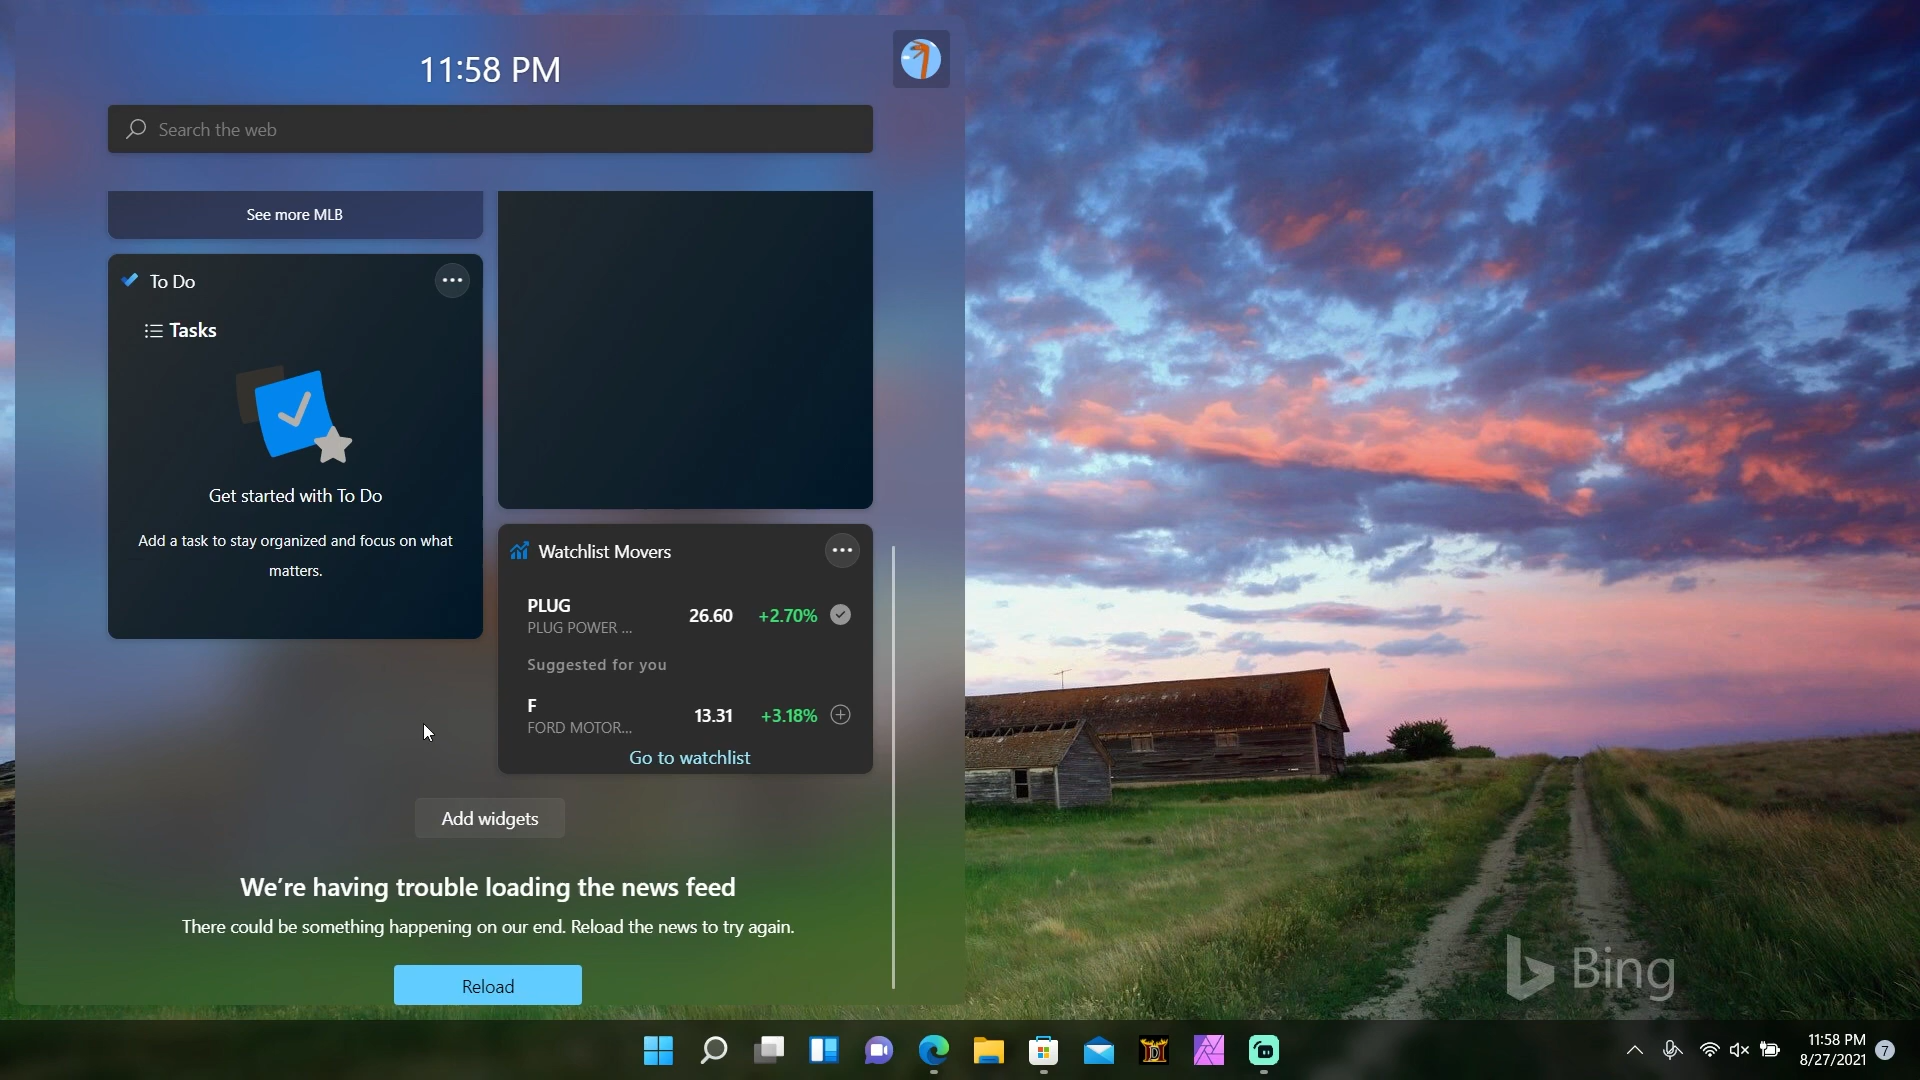 11:58 PM
Search the web
See more MLB
To Do
Tasks
Get started with To Do
Add a task to stay organized and focus on what
matters.
Watchlist Movers
PLUG 26.60 +2.70%
PLUG POWER ...
Suggested for you
F 13.31 +3.18%
FORD MOTOR...
Go to watchlist
Add widgets
We're having trouble loading the news feed
There could be something happening on our end. Reload the news to try again.
Reload
Bing
11:58 PM
8/27/2021
7